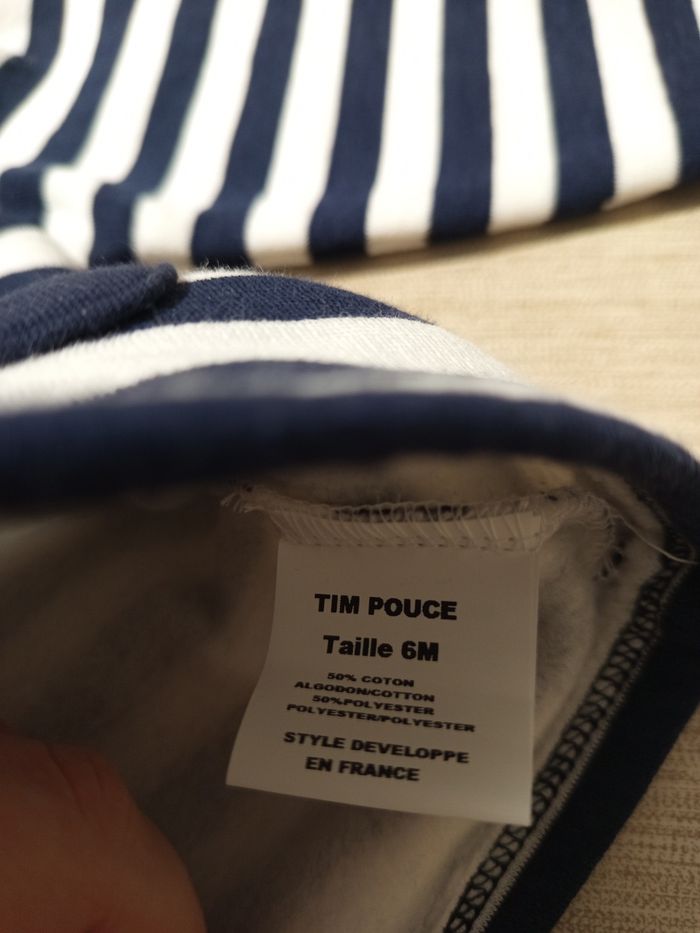 TIM POUCE
Taille 6M
50% COTON
ALGODON/COTTON
50%POLYESTER
POLYESTER/POLYESTER
STYLE DEVELOPPE
EN FRANCE